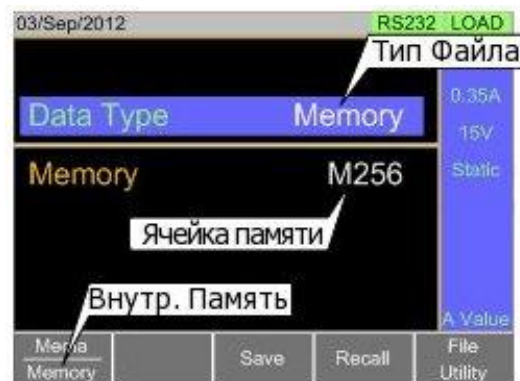 03/Sep/2012 RS232 LOAD
Тип Файла
Data Type Memory
0.35A
15V
Memory M256
Static
Ячейка памяти
Внутр. Память
A Value
Media Save Recall File
Memory Utility